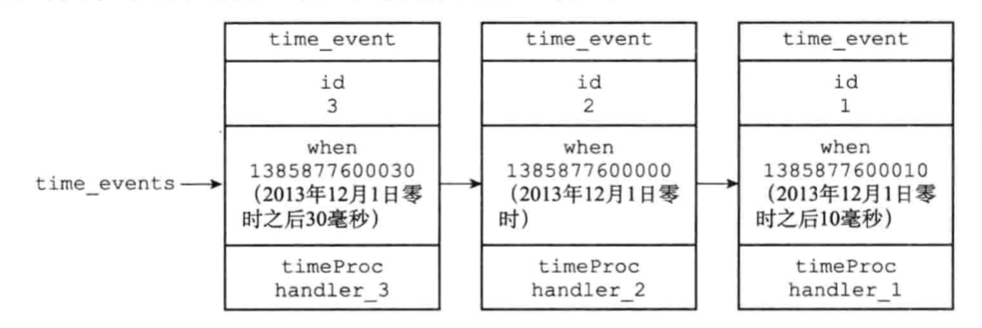 time_events
time_event
id
3
when
1385877600030
（2013年12月1日零
时之后30毫秒）
timeProc
handler_3
time_event
id
2
when
1385877600000
（2013年12月1日零
时）
timeProc
handler_2
time_event
id
1
when
1385877600010
（2013年12月1日零
时之后10毫秒）
timeProc
handler_1